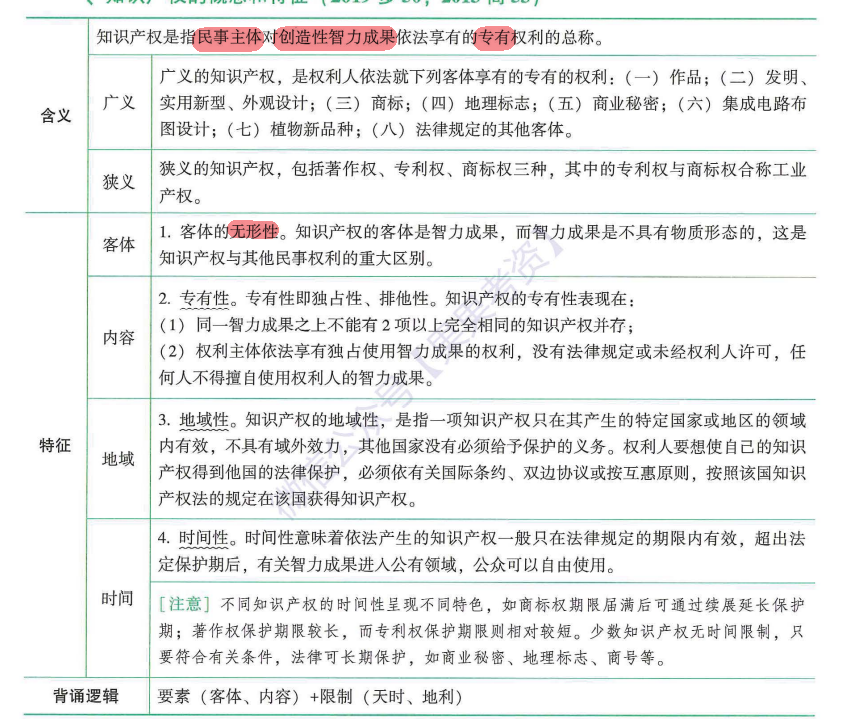 知识产权是指民事主体对创造性智力成果依法享有的专有权利的总称。
含义
广义
广义的知识产权，是权利人依法就下列客体享有的专有的权利：（一）作品；（二）发明、
实用新型、外观设计；（三）商标；（四）地理标志；（五）商业秘密；（六）集成电路布
图设计；（七）植物新品种；（八）法律规定的其他客体。
狭义
狭义的知识产权，包括著作权、专利权、商标权三种，其中的专利权与商标权合称工业
产权。
特征
客体
1. 客体的无形性。知识产权的客体是智力成果，而智力成果是不具有物质形态的，这是
知识产权与其他民事权利的重大区别。
内容
2. 专有性。专有性即独占性、排他性。知识产权的专有性表现在：
（1）同一智力成果之上不能有2项以上完全相同的知识产权并存；
（2）权利主体依法享有独占使用智力成果的权利，没有法律规定或未经权利人许可，任
何人不得擅自使用权利人的智力成果。
地域
3. 地域性。知识产权的地域性，是指一项知识产权只在其产生的特定国家或地区的领域
内有效，不具有域外效力，其他国家没有必须给予保护的义务。权利人要想使自己的知识
产权得到他国的法律保护，必须依有关国际条约、双边协议或按互惠原则，按照该国知识
产权法的规定在该国获得知识产权。
时间
4. 时间性。时间性意味着依法产生的知识产权一般只在法律规定的期限内有效，超出法
定保护期后，有关智力成果进入公有领域，公众可以自由使用。
［注意］不同知识产权的时间性呈现不同特色，如商标权期限届满后可通过续展延长保护
期；著作权保护期限较长，而专利权保护期限则相对较短。少数知识产权无时间限制，只
要符合有关条件，法律可长期保护，如商业秘密、地理标志、商号等。
背诵逻辑
要素（客体、内容）+限制（天时、地利）
微信公众号【果果考资】